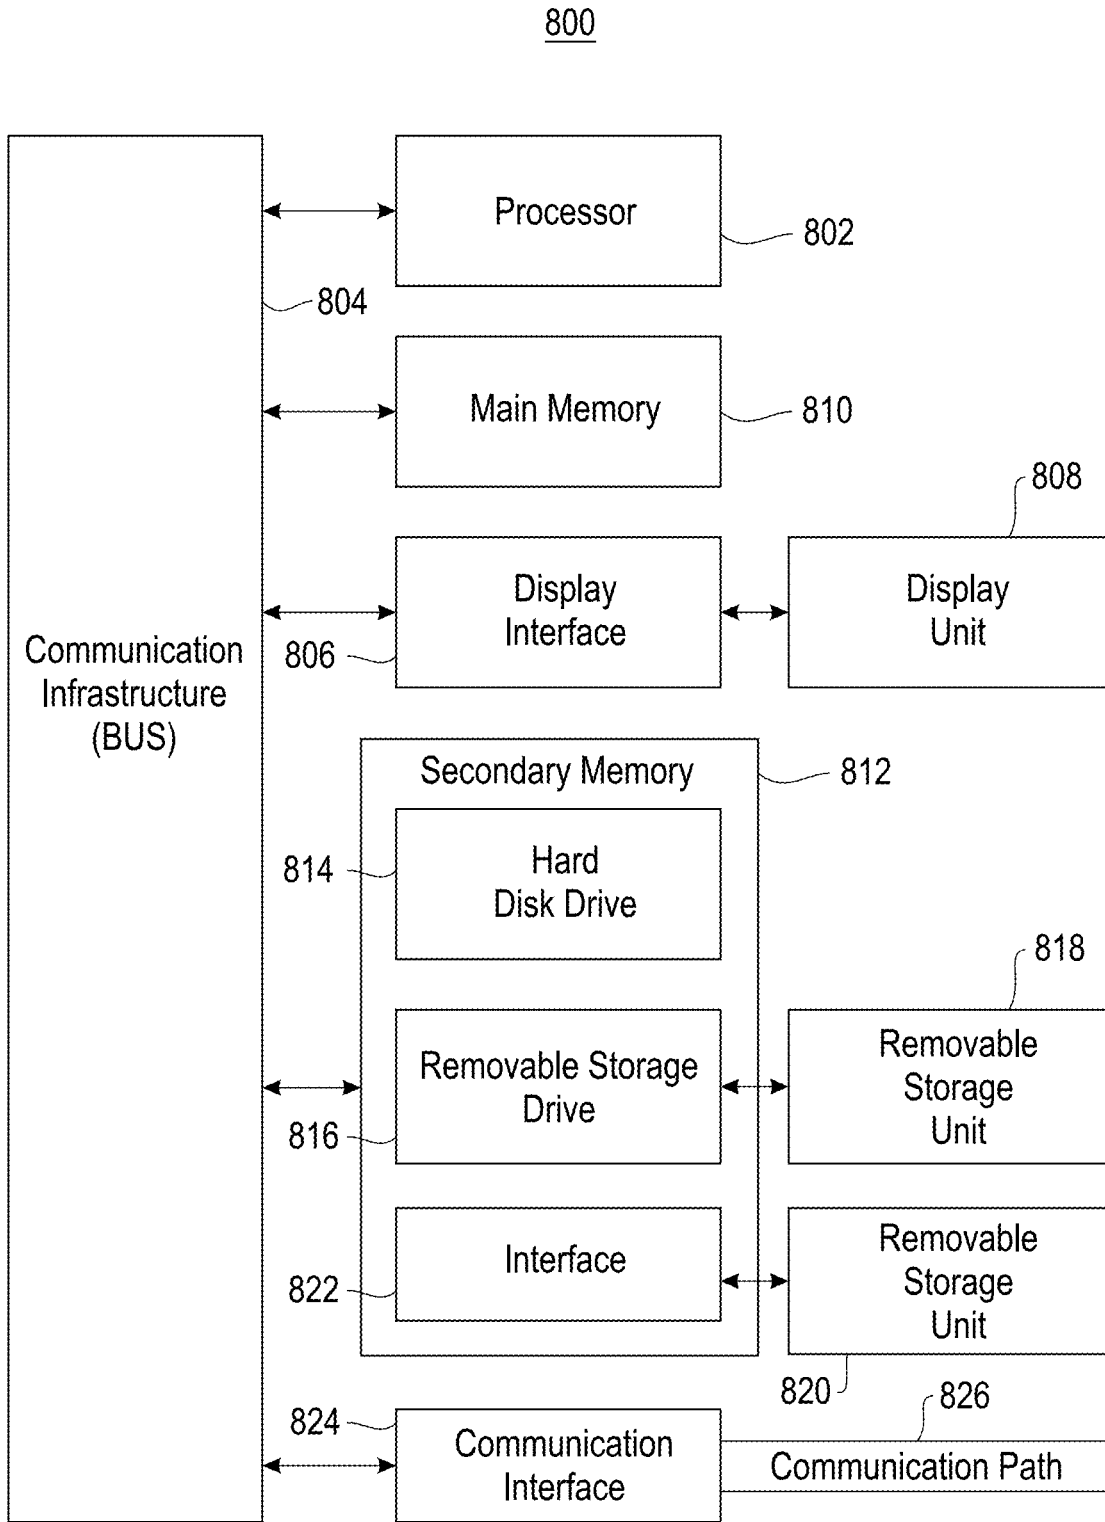 800
Processor
802
804
Main Memory
810
808
Display
Interface
806
Display
Unit
Communication
Infrastructure
(BUS)
Secondary Memory
812
814
Hard
Disk Drive
818
Removable Storage
Drive
816
Removable
Storage
Unit
Interface
822
Removable
Storage
Unit
820
824
826
Communication
Interface
Communication Path